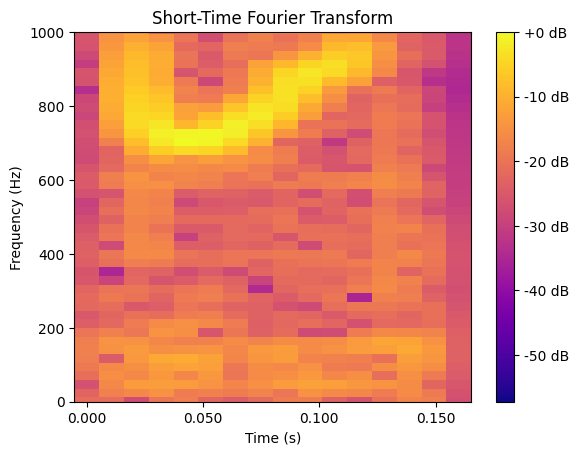 Short-Time Fourier Transform
1000
800
600
400
200
0
Frequency (Hz)
0.000
0.050
0.100
0.150
Time (s)
+0 dB
-10 dB
-20 dB
-30 dB
-40 dB
-50 dB